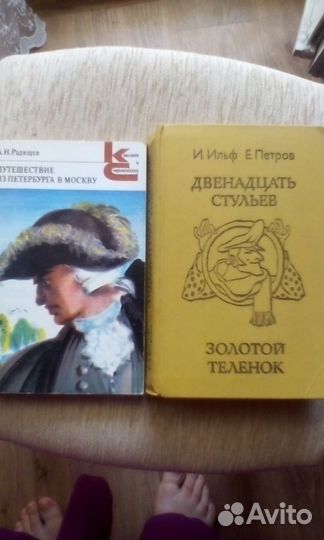 А.Н.Радищев
ПУТЕШЕСТВИЕ
ИЗ ПЕТЕРБУРГА В МОСКВУ
И. Ильф Е. Петров
ДВЕНАДЦАТЬ
СТУЛЬЕВ
ЗОЛОТОЙ
ТЕЛЕНОК
Avito